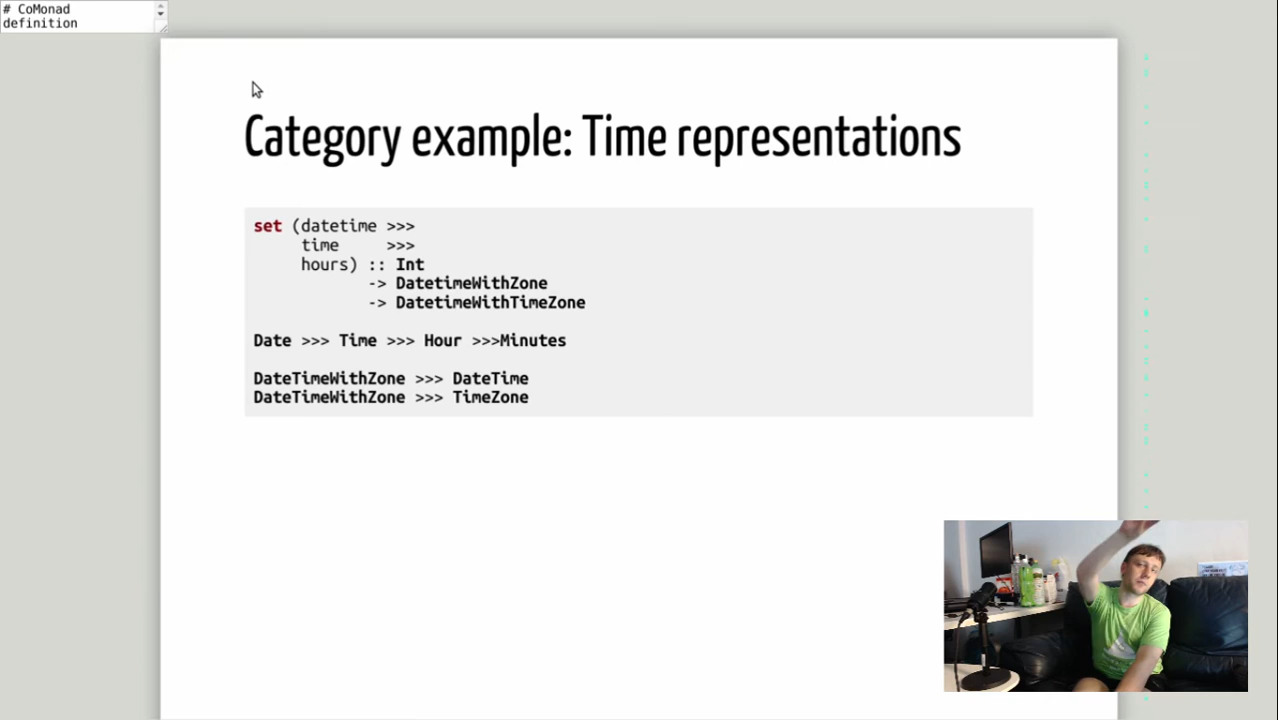 # CoMonad
definition
Category example: Time representations
set (datetime >>>
time >>>
hours) :: Int
-> DatetimeWithZone
-> DatetimeWithTimeZone
Date >>> Time >>> Hour >>>Minutes
DateTimeWithZone >>> DateTime
DateTimeWithZone >>> TimeZone